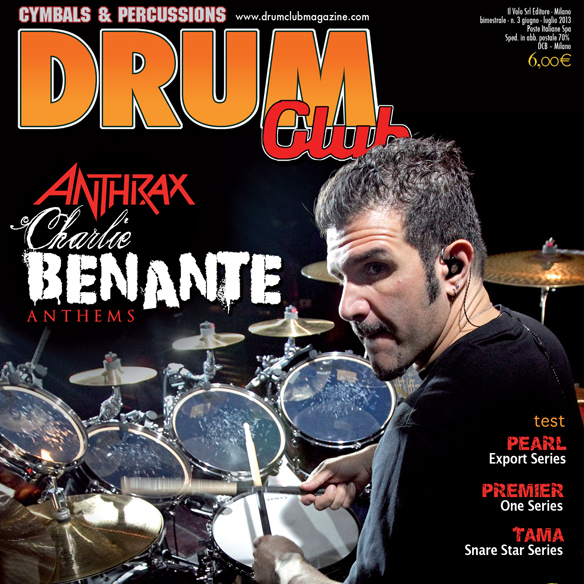 CYMBALS & PERCUSSIONS
www.drumclubmagazine.com
Il Volo Srl Editore - Milano
bimestrale - n. 3 giugno - luglio 2013
Poste Italiane Spa
Sped. in abb. postale 70%
DCB - Milano
6,00€
DRUM
Club
ANTHRAX
Charlie
BENANTE
ANTHEMS
test
PEARL
Export Series
PREMIER
One Series
TAMA
Snare Star Series